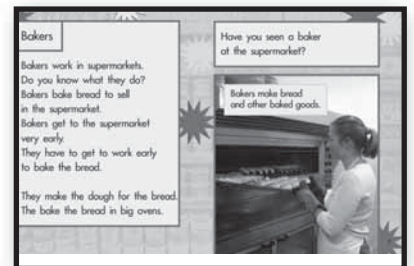 Bakers
Bakers work in supermarkets.
Do you know what they do?
Bakers bake bread to sell
in the supermarket.
Bakers get to the supermarket
very early.
They have to get to work early
to bake the bread.
They make the dough for the bread.
The bake the bread in big ovens.
Have you seen a baker
at the supermarket?
Bakers make bread
and other baked goods.